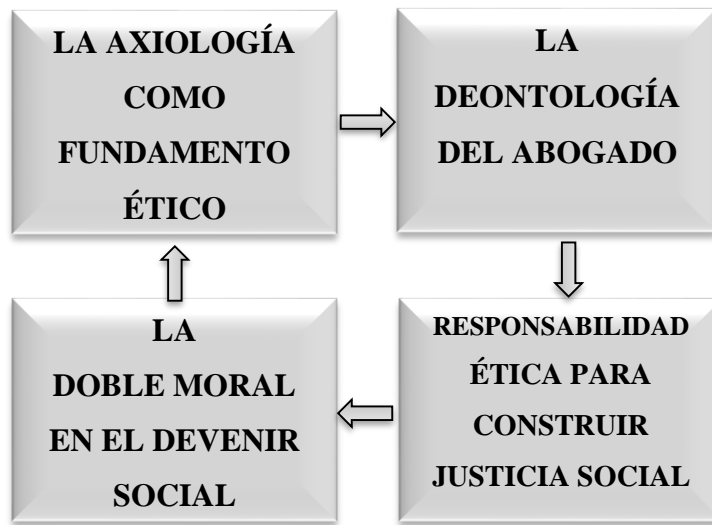 LA AXIOLOGÍA
COMO
FUNDAMENTO
ÉTICO
LA
DEONTOLOGÍA
DEL ABOGADO
RESPONSABILIDAD
ÉTICA PARA
CONSTRUIR
JUSTICIA SOCIAL
LA
DOBLE MORAL
EN EL DEVENIR
SOCIAL